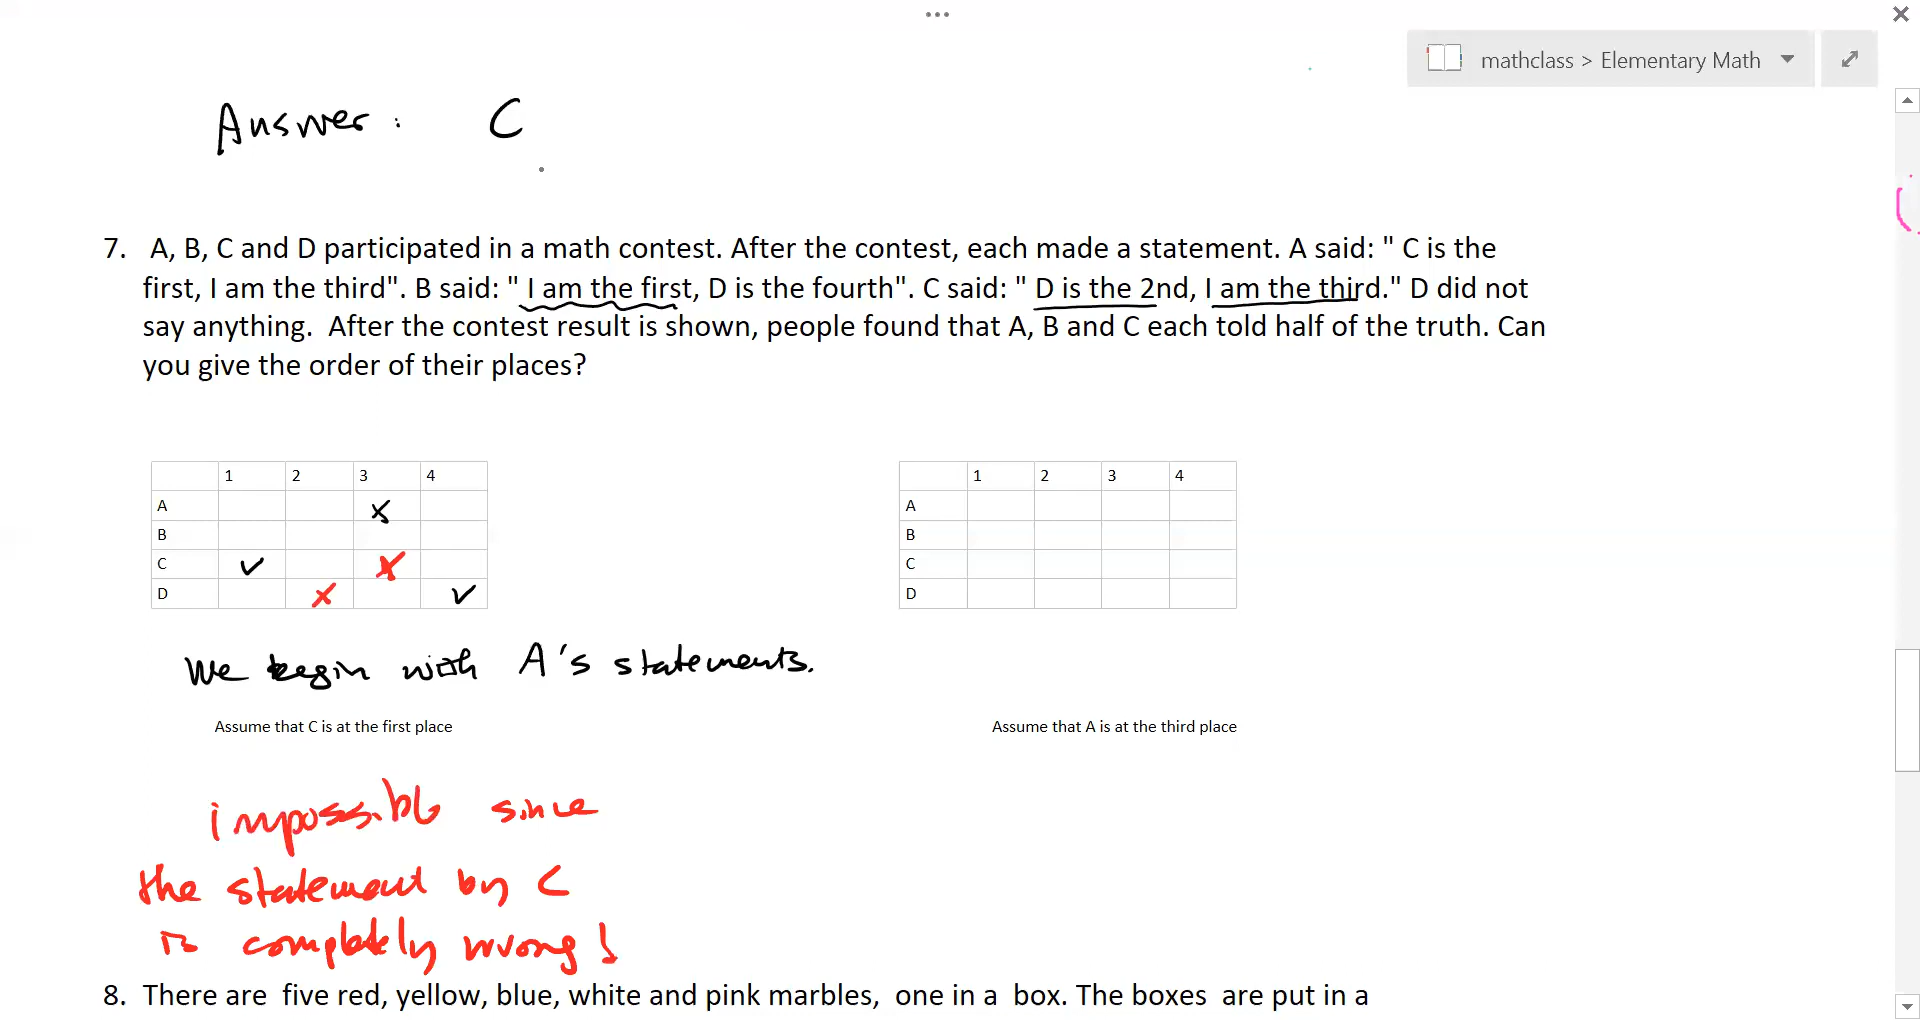 mathclass > Elementary Math
Answer: C
7. A, B, C and D participated in a math contest. After the contest, each made a statement. A said: " C is the
first, I am the third". B said: " I am the first, D is the fourth". C said: " D is the 2nd, I am the third." D did not
say anything. After the contest result is shown, people found that A, B and C each told half of the truth. Can
you give the order of their places?
1 2 3 4
A
B
C
D
1 2 3 4
A
B
C
D
We begin with A's statements.
Assume that C is at the first place
Assume that A is at the third place
impossible since
the statement by C
is completely wrong!
8. There are five red, yellow, blue, white and pink marbles, one in a box. The boxes are put in a